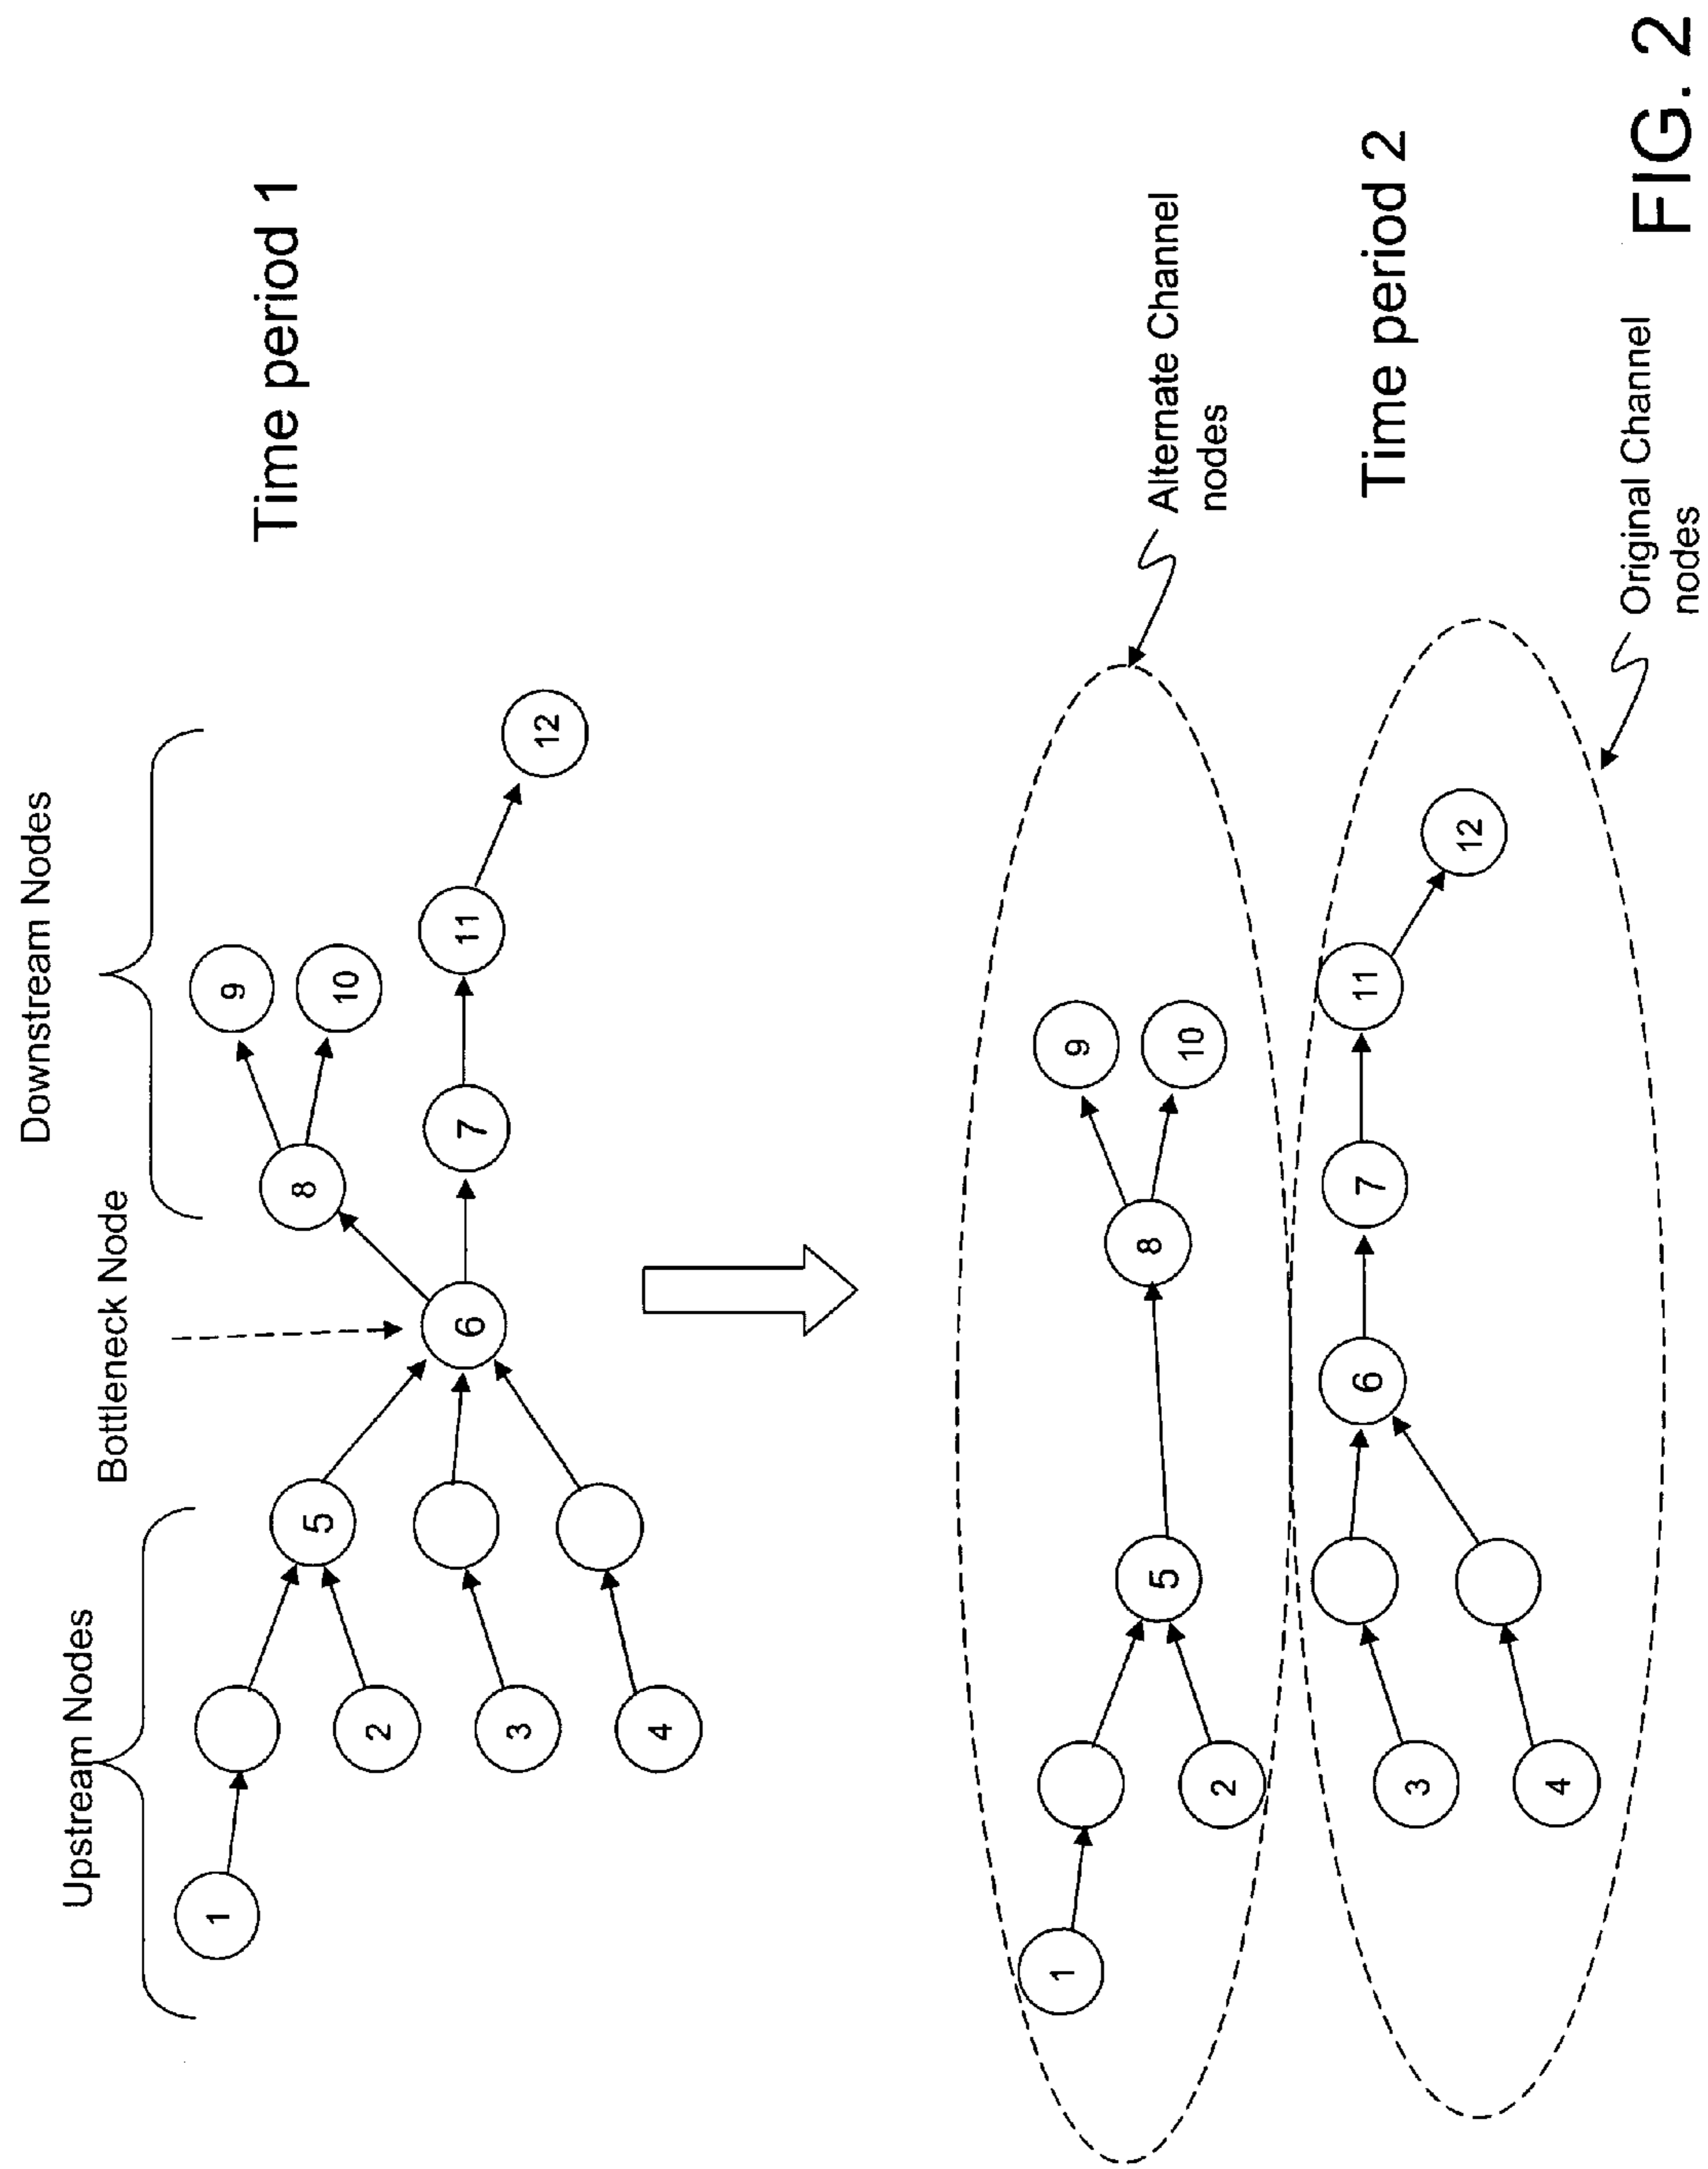 Downstream Nodes
Bottleneck Node
Upstream Nodes
Time period 1
1
2
3
4
5
6
8
7
9
10
11
12
Alternate Channel
nodes
1
2
5
8
9
10
Time period 2
3
4
6
7
11
12
Original Channel
nodes
FIG. 2